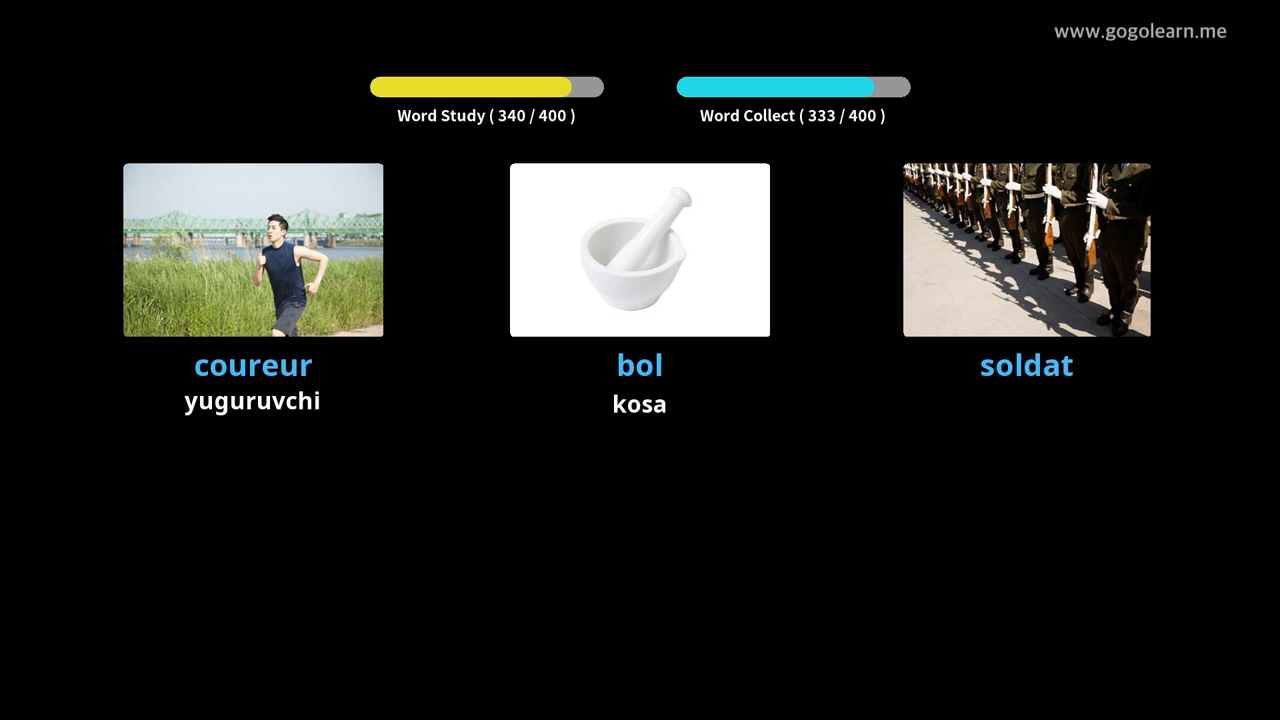 www.gogolearn.me
Word Study ( 340 / 400 )
Word Collect ( 333 / 400 )
coureur
yuguruvchi
bol
kosa
soldat